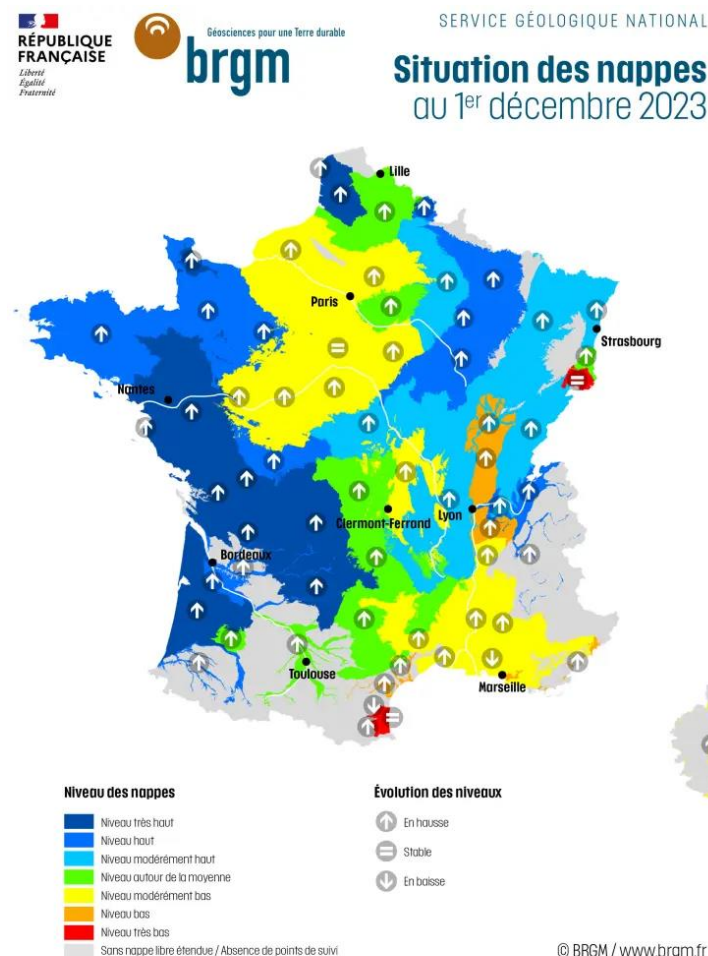 RÉPUBLIQUE
FRANÇAISE
Liberté
Égalité
Fraternité
Géosciences pour une Terre durable
brgm
SERVICE GÉOLOGIQUE NATIONAL
Situation des nappes
au 1er décembre 2023
Lille
Paris
Strasbourg
Nantes
Clermont-Ferrand
Lyon
Bordeaux
Toulouse
Marseille
Niveau des nappes
Niveau très haut
Niveau haut
Niveau modérément haut
Niveau autour de la moyenne
Niveau modérément bas
Niveau bas
Niveau très bas
Sans nappe libre étendue / Absence de points de suivi
Évolution des niveaux
En hausse
Stable
En baisse
© BRGM / www.brgm.fr